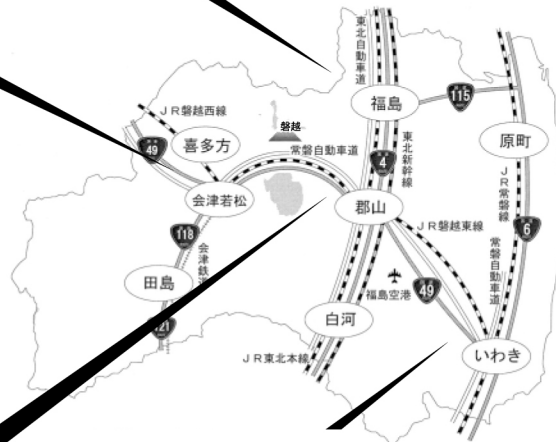 東北自動車道
福島
115
JR磐越西線
磐越
喜多方
49
常磐自動車道
4
東北新幹線
原町
JR常磐線
会津若松
郡山
JR磐越東線
6
118
会津鉄道
常磐自動車道
田島
福島空港
49
白河
121
JR東北本線
いわき